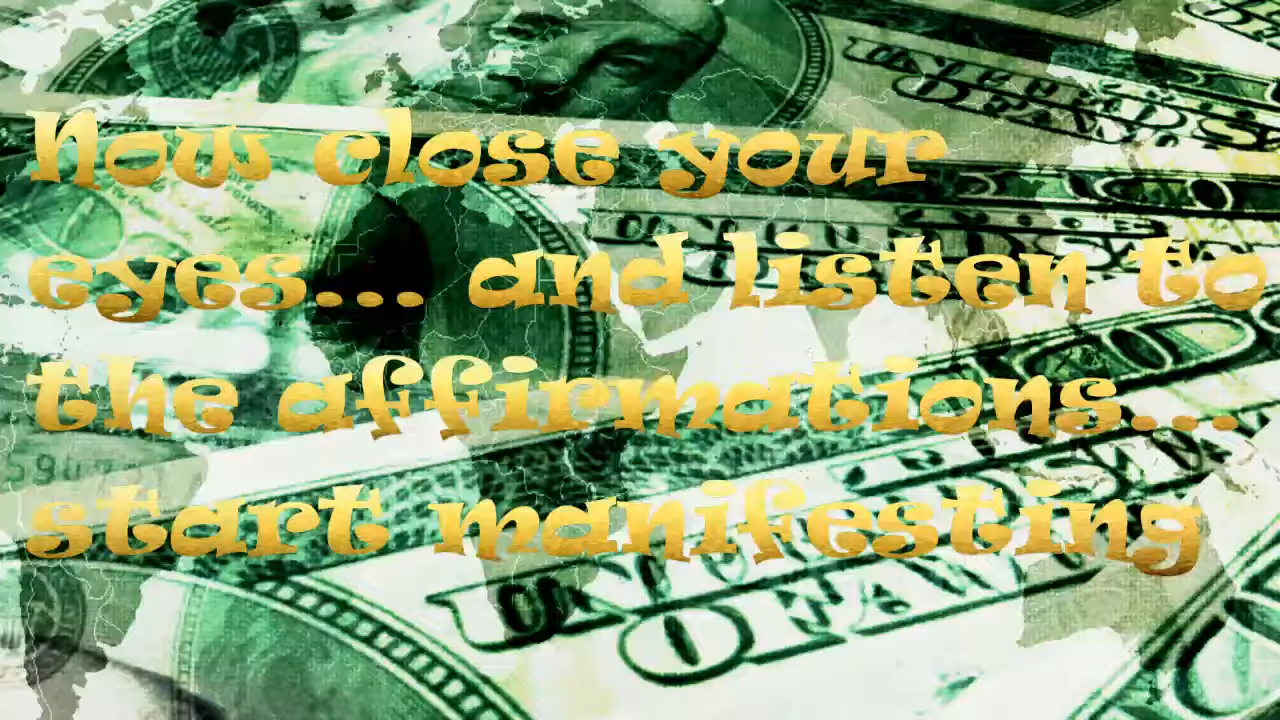 Now close your
eyes... and listen to
the affirmations...
start manifesting